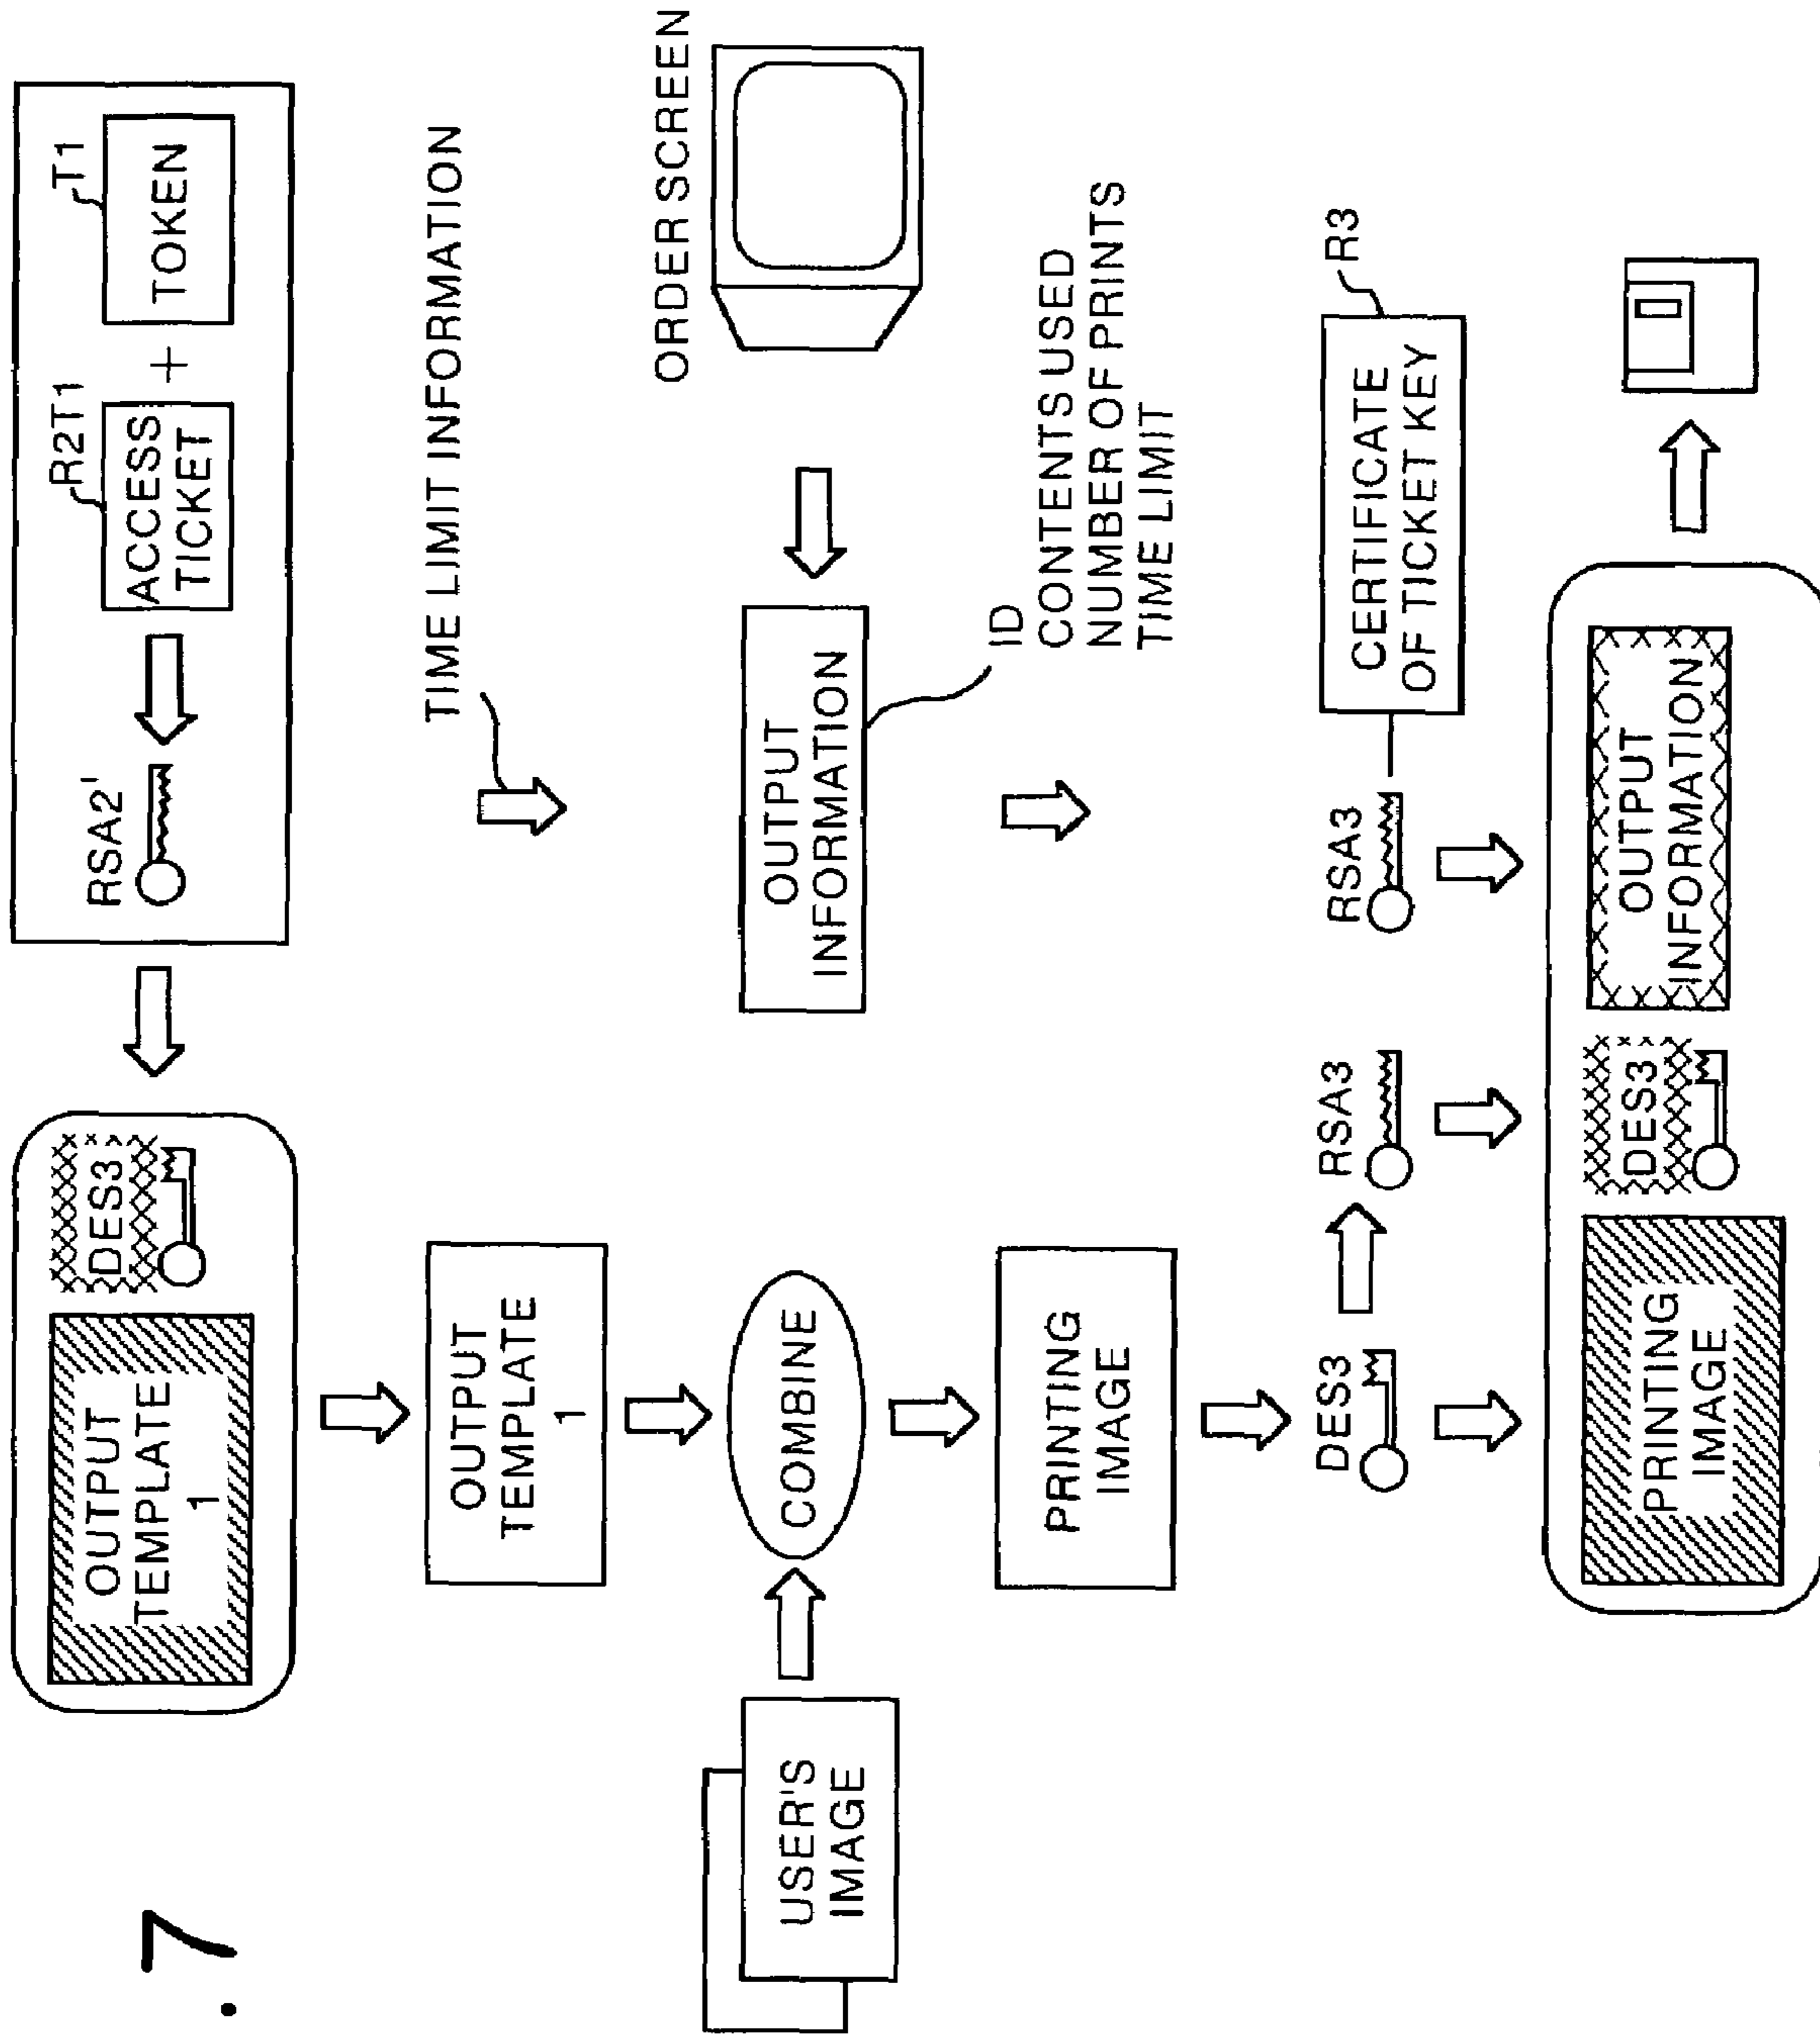 .7
OUTPUT
TEMPLATE
1
DES3
RSA2'
ACCESS
TICKET
R2T1
+
TOKEN
T1
TIME LIMIT INFORMATION
OUTPUT
TEMPLATE
1
USER'S
IMAGE
COMBINE
OUTPUT
INFORMATION
ORDER SCREEN
ID
CONTENTS USED
NUMBER OF PRINTS
TIME LIMIT
PRINTING
IMAGE
DES3
RSA3
RSA3
CERTIFICATE
OF TICKET KEY
R3
PRINTING
IMAGE
DES3
OUTPUT
INFORMATION